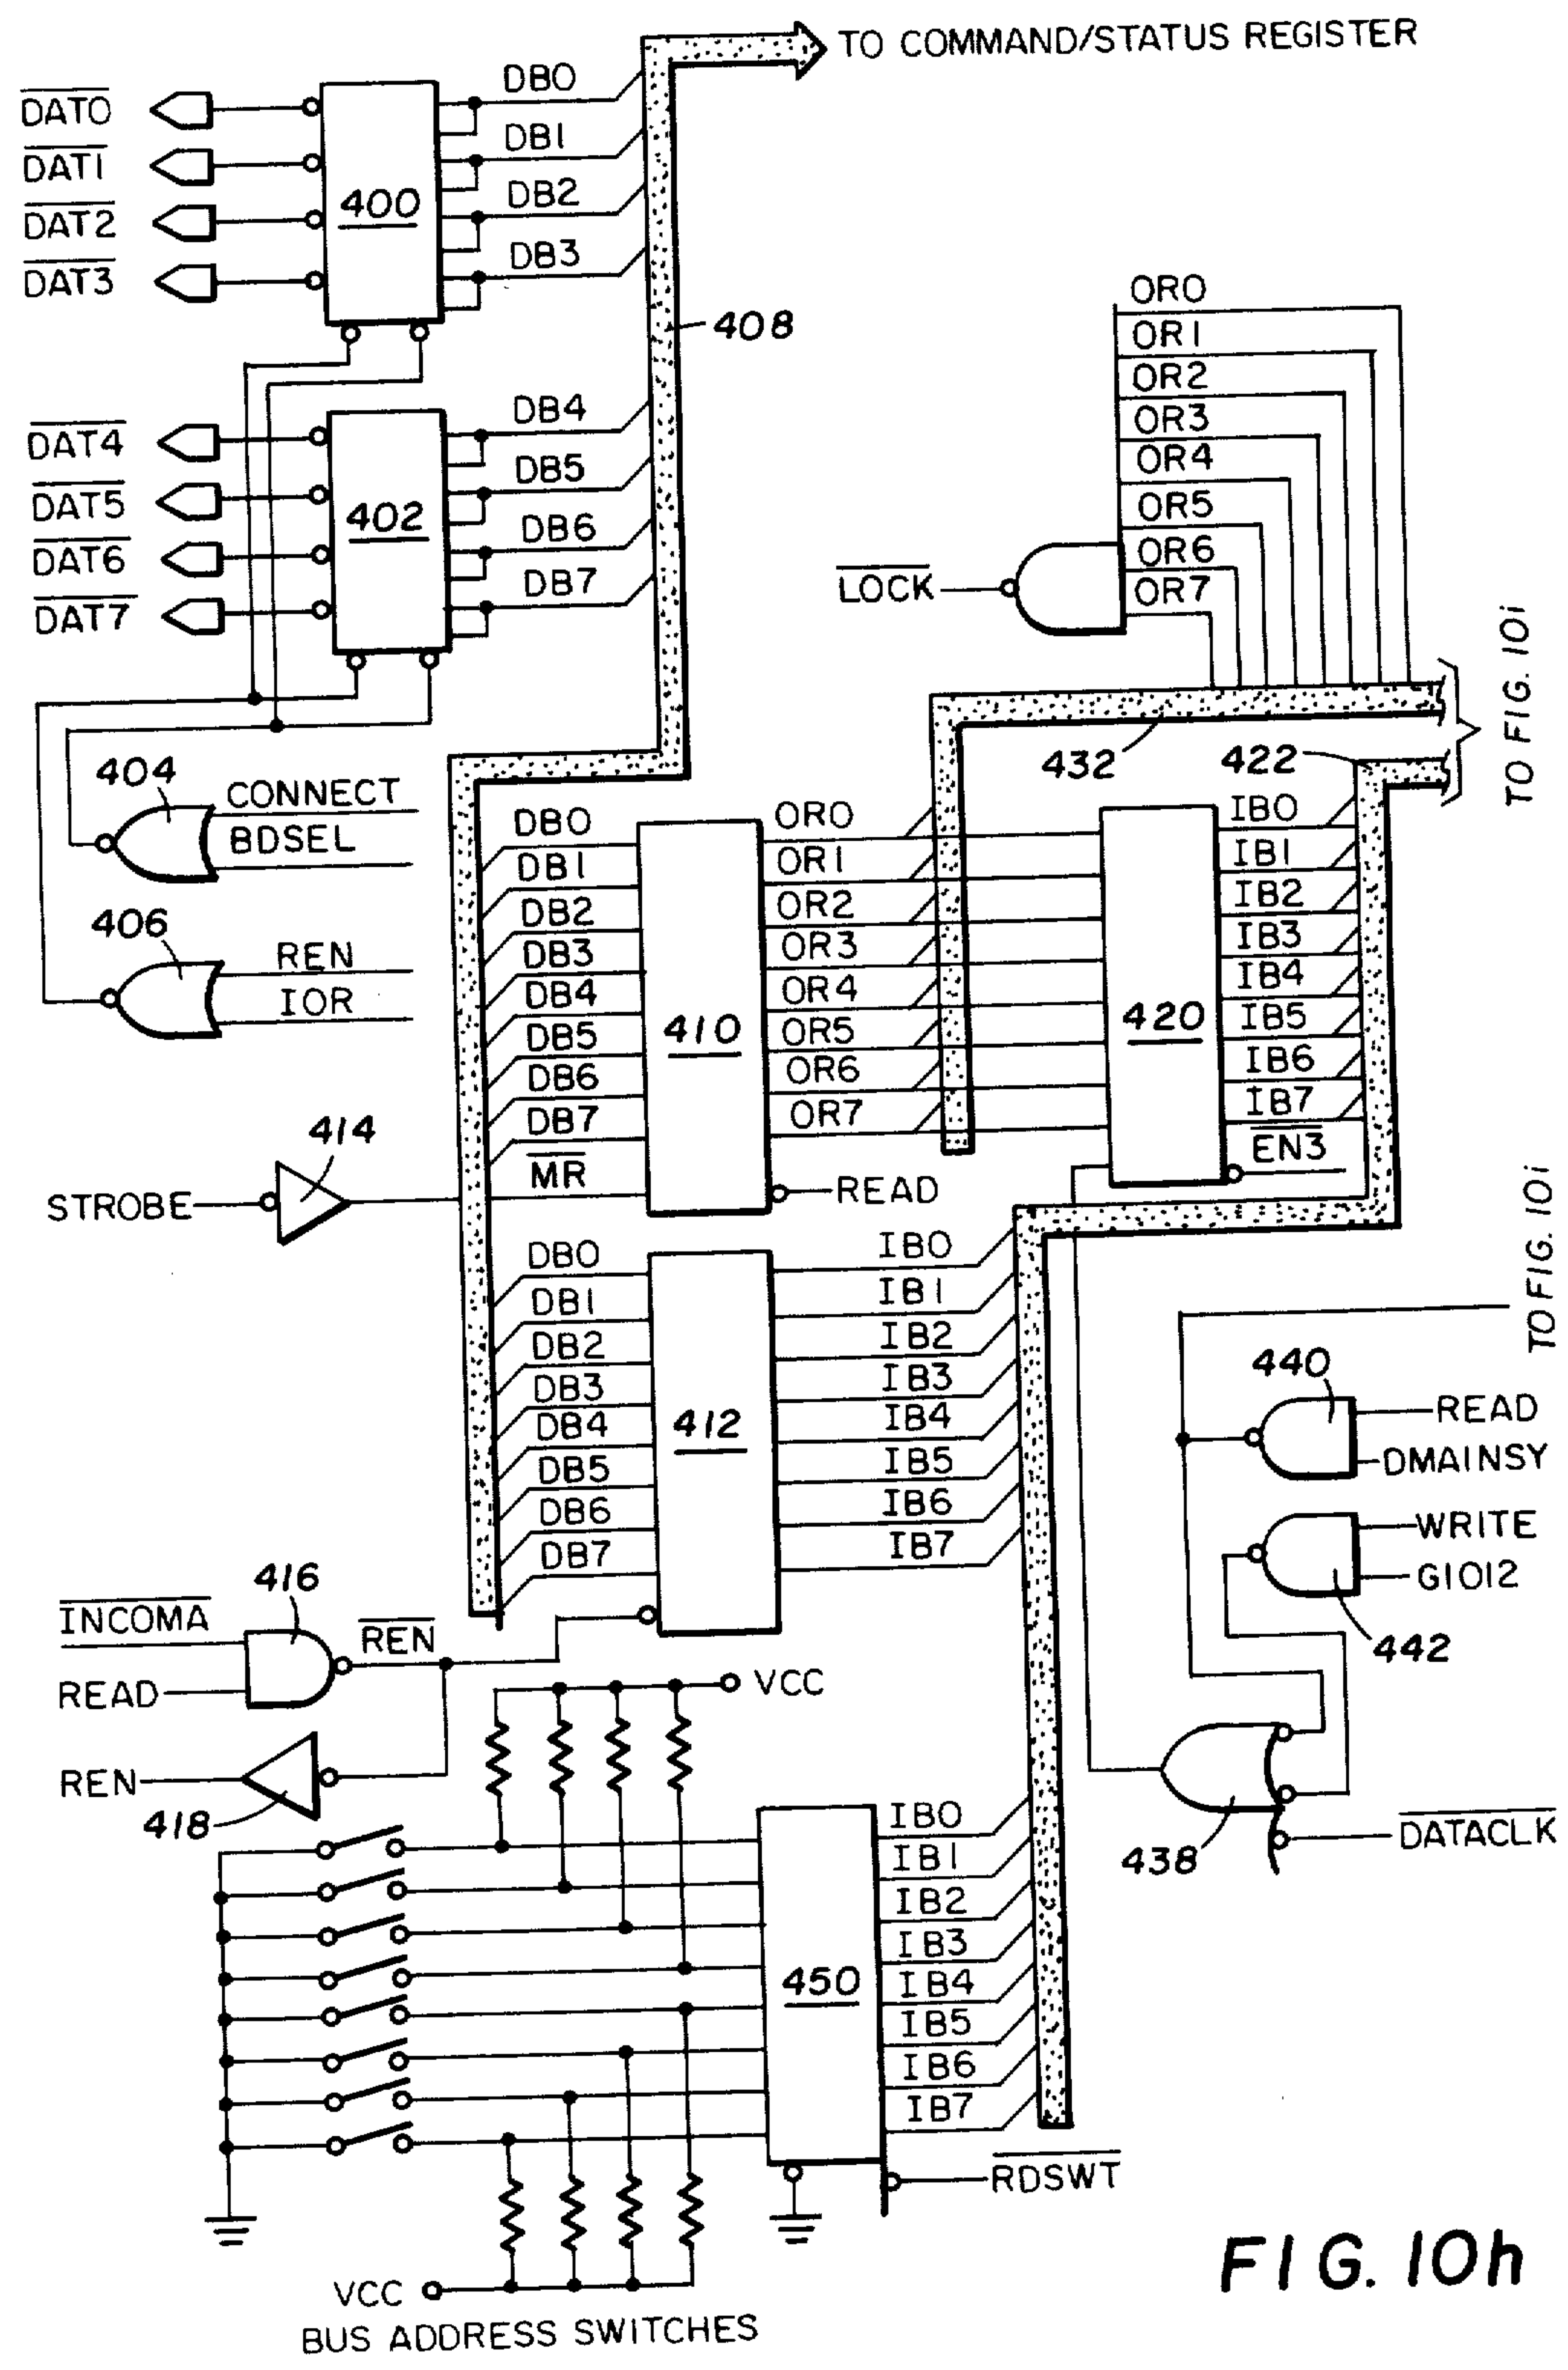 TO COMMAND/STATUS REGISTER
DAT0
DAT1
DAT2
DAT3
400
DB0
DB1
DB2
DB3
408
DAT4
DAT5
DAT6
DAT7
402
DB4
DB5
DB6
DB7
OR0
OR1
OR2
OR3
OR4
OR5
OR6
OR7
LOCK
TO FIG. 10i
432
422
404
CONNECT
BDSEL
406
REN
IOR
DB0
DB1
DB2
DB3
DB4
DB5
DB6
DB7
MR
410
OR0
OR1
OR2
OR3
OR4
OR5
OR6
OR7
READ
420
IB0
IB1
IB2
IB3
IB4
IB5
IB6
IB7
EN3
414
STROBE
DB0
DB1
DB2
DB3
DB4
DB5
DB6
DB7
412
IB0
IB1
IB2
IB3
IB4
IB5
IB6
IB7
TO FIG. 10i
440
READ
DMAINSY
WRITE
G1012
442
416
INCOMA
READ
REN
REN
418
VCC
438
DATACLK
450
IB0
IB1
IB2
IB3
IB4
IB5
IB6
IB7
RDSWT
VCC
BUS ADDRESS SWITCHES
FIG. 10h